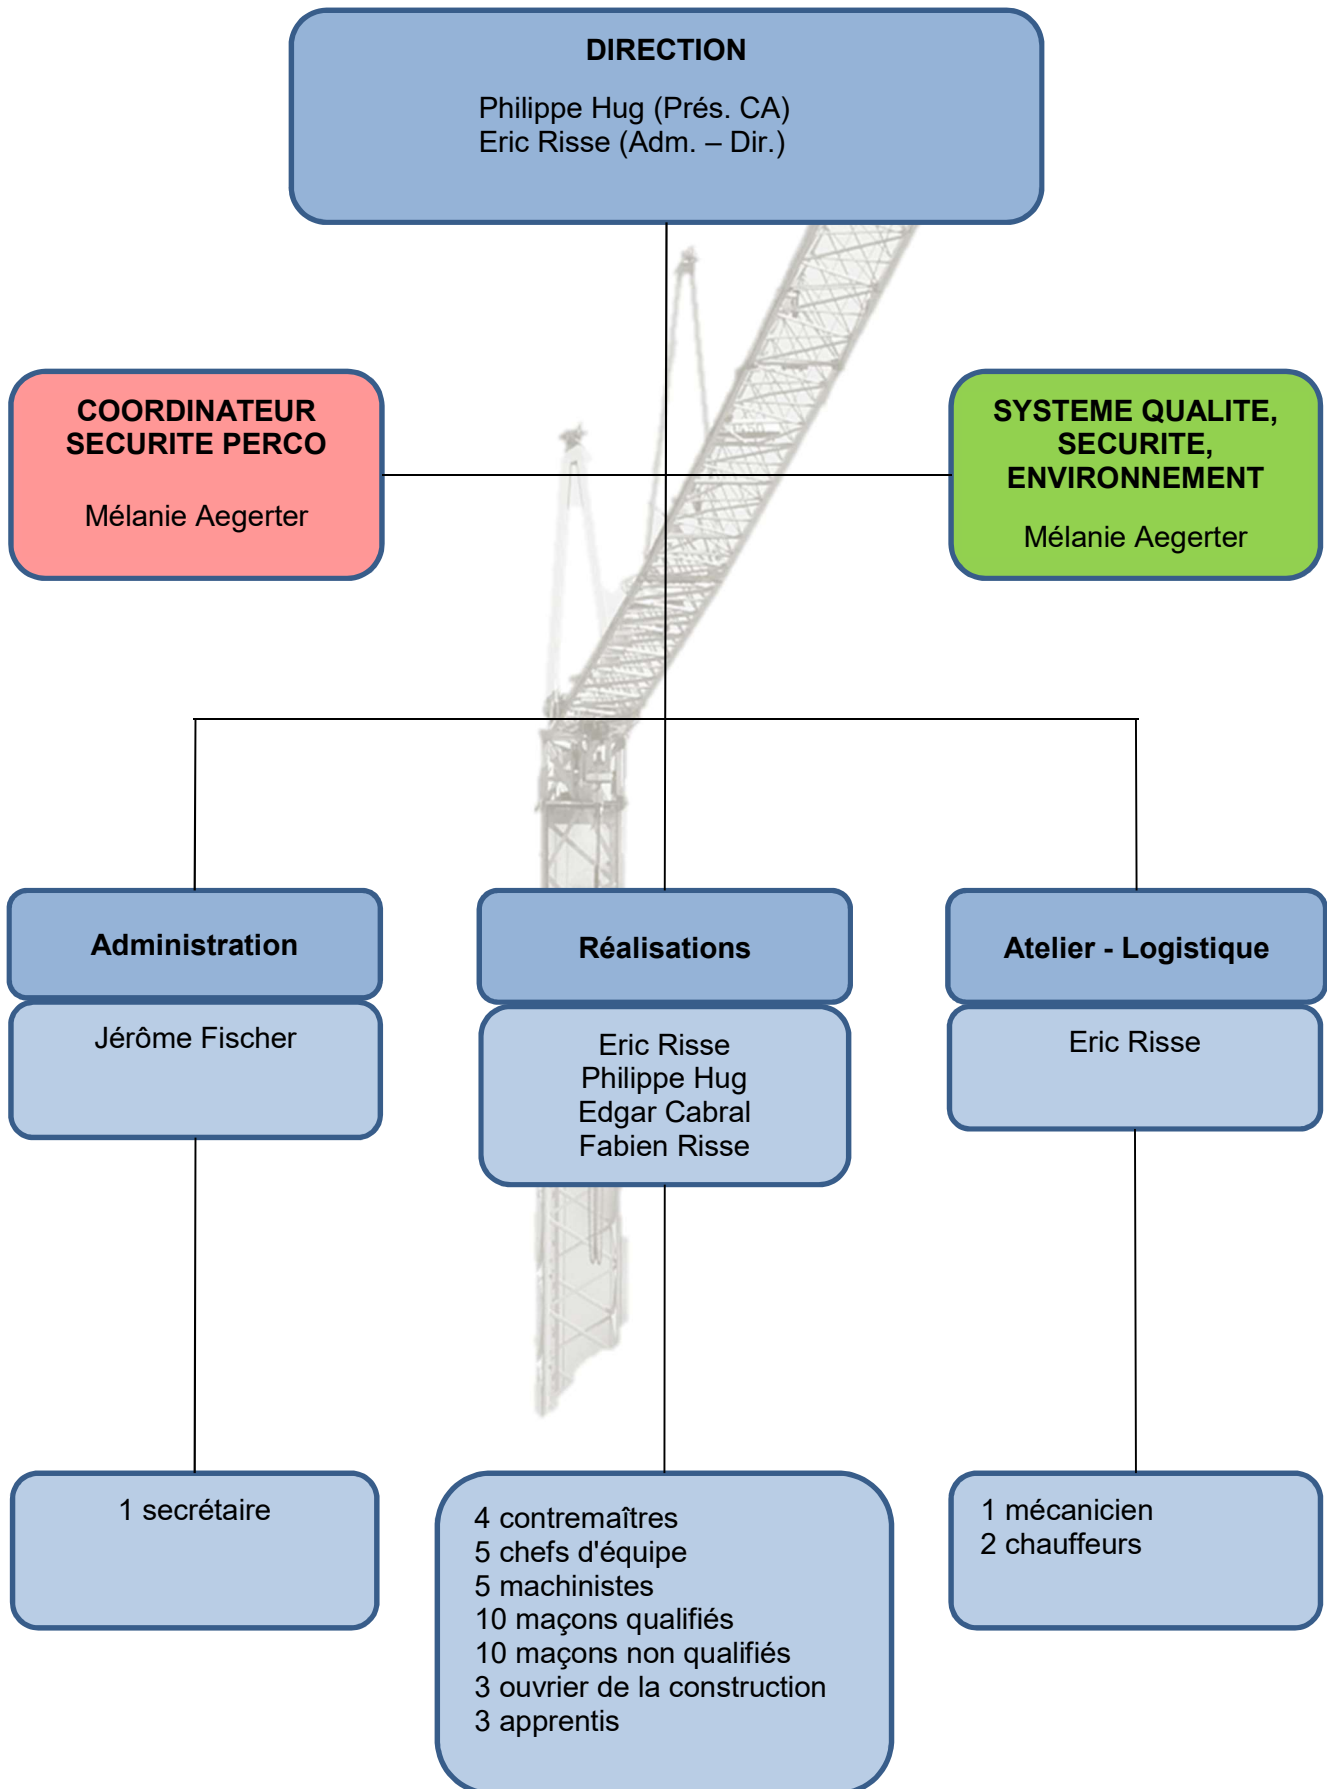 DIRECTION
Philippe Hug (Prés. CA)
Eric Risse (Adm. – Dir.)
COORDINATEUR
SECURITE PERCO
Mélanie Aegerter
SYSTEME QUALITE,
SECURITE,
ENVIRONNEMENT
Mélanie Aegerter
Administration
Jérôme Fischer
Réalisations
Eric Risse
Philippe Hug
Edgar Cabral
Fabien Risse
Atelier - Logistique
Eric Risse
1 secrétaire
4 contremaîtres
5 chefs d'équipe
5 machinistes
10 maçons qualifiés
10 maçons non qualifiés
3 ouvrier de la construction
3 apprentis
1 mécanicien
2 chauffeurs